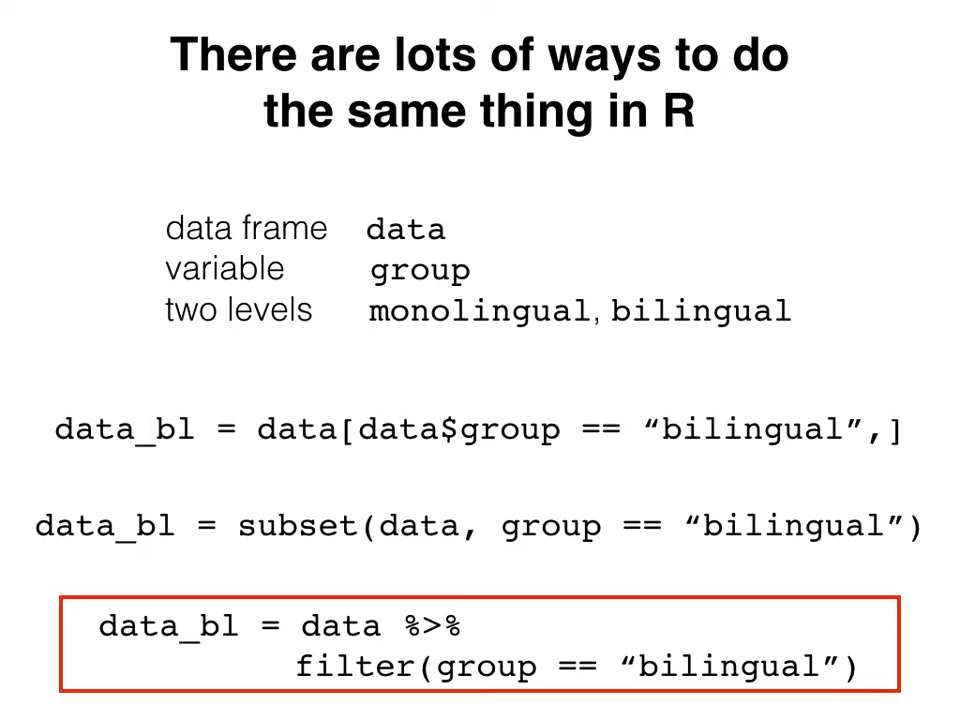 There are lots of ways to do
the same thing in R
data frame data
variable group
two levels monolingual, bilingual
data_bl = data[data$group == “bilingual”,]
data_bl = subset(data, group == “bilingual”)
data_bl = data %>%
filter(group == “bilingual”)